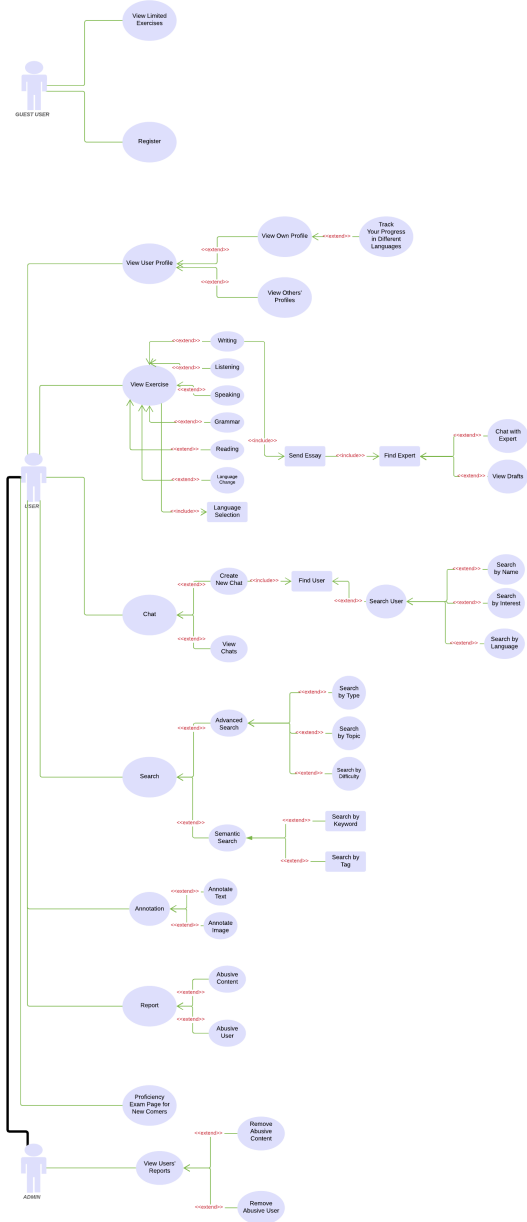 View Limited
Exercises
GUEST USER
Register
View User Profile
<<extend>>
View Own Profile
<<extend>>
Track
Your Progress
in Different
Languages
<<extend>>
View Others'
Profiles
View Exercise
<<extend>>
Writing
Listening
<<extend>>
Speaking
<<extend>>
<<extend>>
Grammar
<<extend>>
Reading
<<extend>>
Language
Change
<<include>>
Language
Selection
<<include>>
Send Essay
<<include>>
Find Expert
<<extend>>
Chat with
Expert
<<extend>>
View Drafts
USER
Chat
<<extend>>
Create
New Chat
<<include>>
Find User
<<extend>>
Search User
<<extend>>
Search
by Name
<<extend>>
Search
by Interest
<<extend>>
Search by
Language
<<extend>>
View
Chats
Search
<<extend>>
Advanced
Search
<<extend>>
Search
by Type
<<extend>>
Search
by Topic
<<extend>>
Search by
Difficulty
<<extend>>
Semantic
Search
<<extend>>
Search by
Keyword
<<extend>>
Search by
Tag
Annotation
<<extend>>
Annotate
Text
<<extend>>
Annotate
Image
Report
<<extend>>
Abusive
Content
<<extend>>
Abusive
User
Proficiency
Exam Page for
New Comers
ADMIN
View Users'
Reports
<<extend>>
Remove
Abusive
Content
<<extend>>
Remove
Abusive User